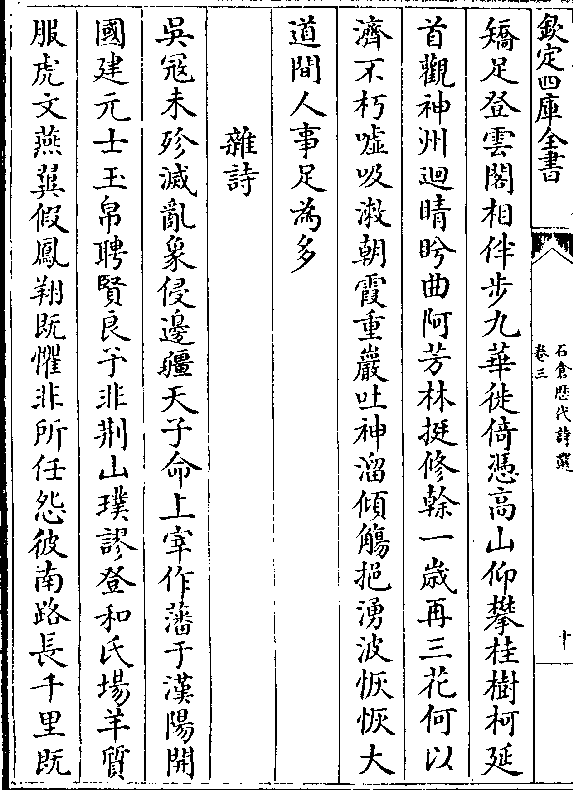 欽定四庫全書
石倉歴代詩選
卷三
十
矯足登雲閣相伴步九華徙倚憑高山仰攀桂樹柯延
首觀神州迴晴盻曲阿芳林挺修幹一歳再三花何以
濟不朽噓吸漱朝霞重巖吐神溜傾觴挹湧波恢恢大
道間人事足為多
雜詩
吳冦未殄滅亂象侵邊疆天子命上宰作藩于漢陽開
國建元士玉帛聘賢良予非荆山璞謬登和氏場羊質
服虎文燕翼假鳳翔既懼非所任怨彼南路長千里既